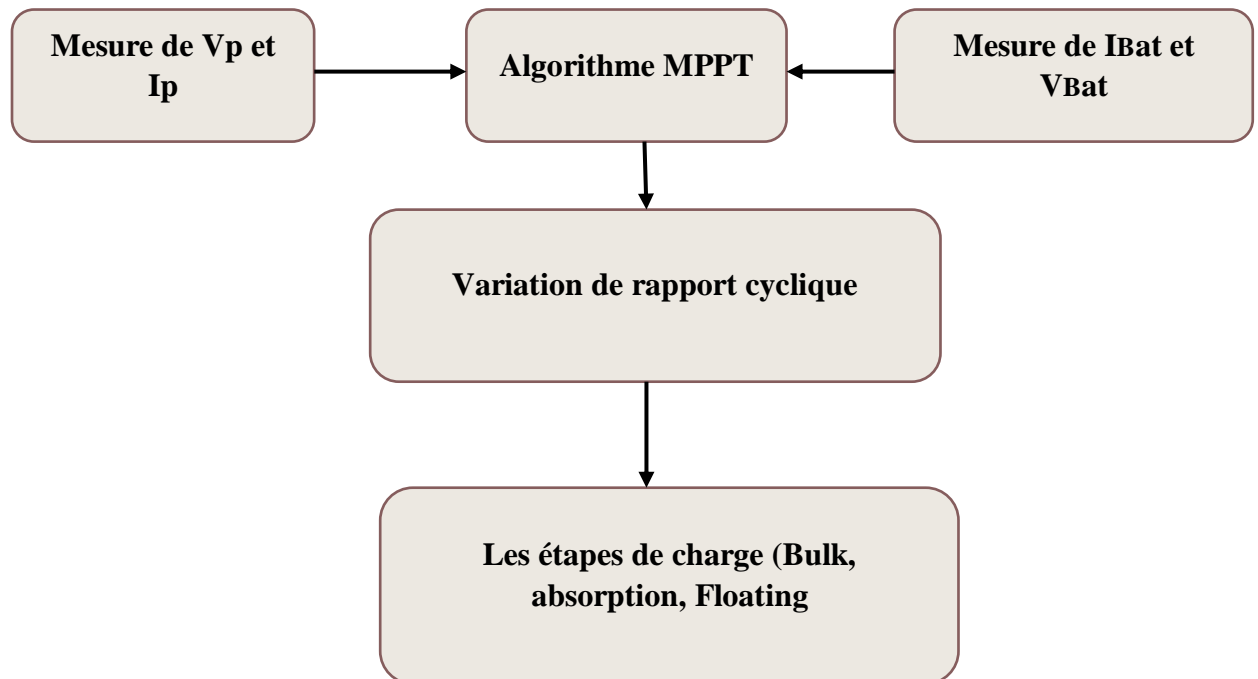 Mesure de Vp et
Ip
Algorithme MPPT
Mesure de IBat et
VBat
Variation de rapport cyclique
Les étapes de charge (Bulk,
absorption, Floating